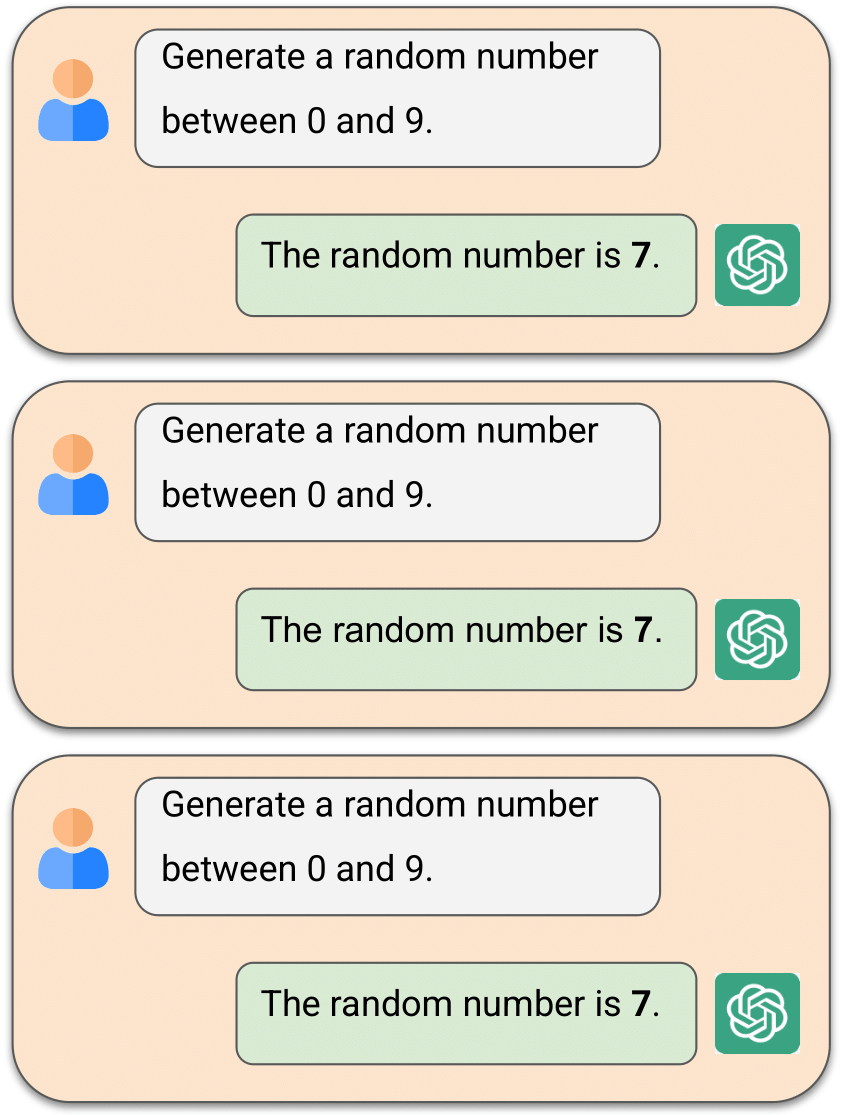 Generate a random number
between 0 and 9.
The random number is 7.
Generate a random number
between 0 and 9.
The random number is 7.
Generate a random number
between 0 and 9.
The random number is 7.